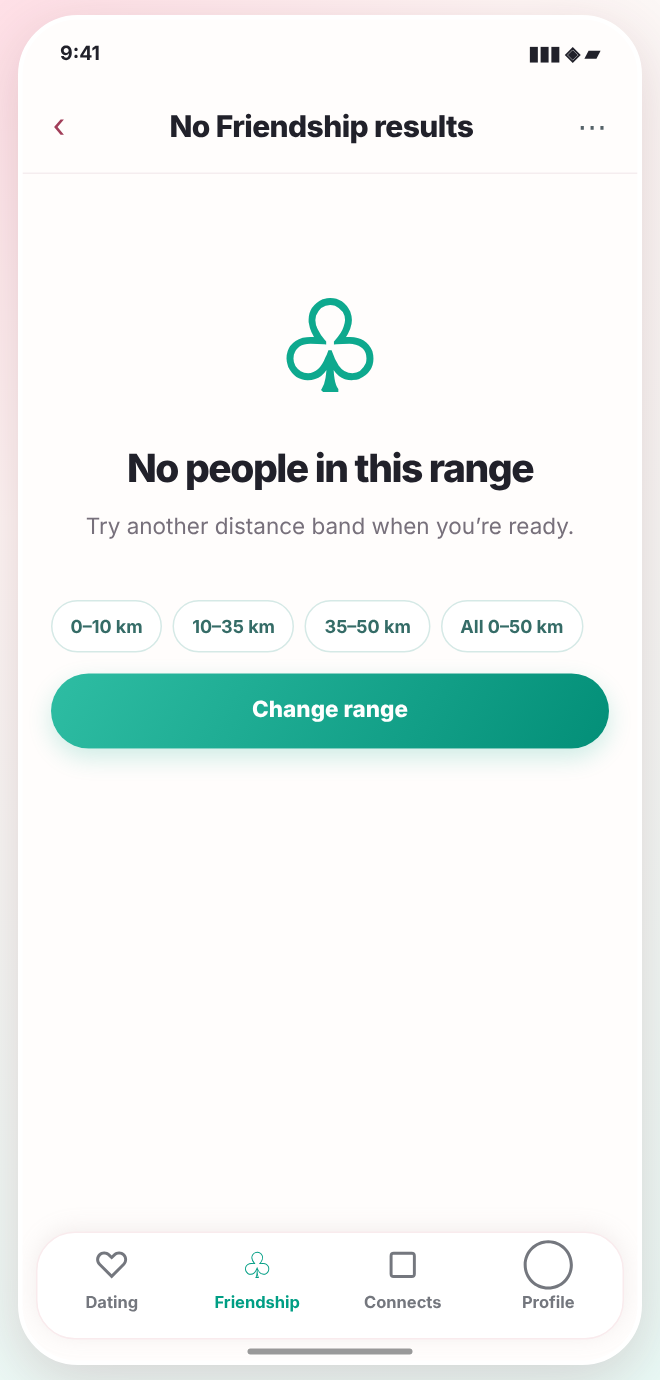 9:41
No Friendship results
No people in this range
Try another distance band when you’re ready.
0–10 km 10–35 km 35–50 km All 0–50 km
Change range
Dating Friendship Connects Profile